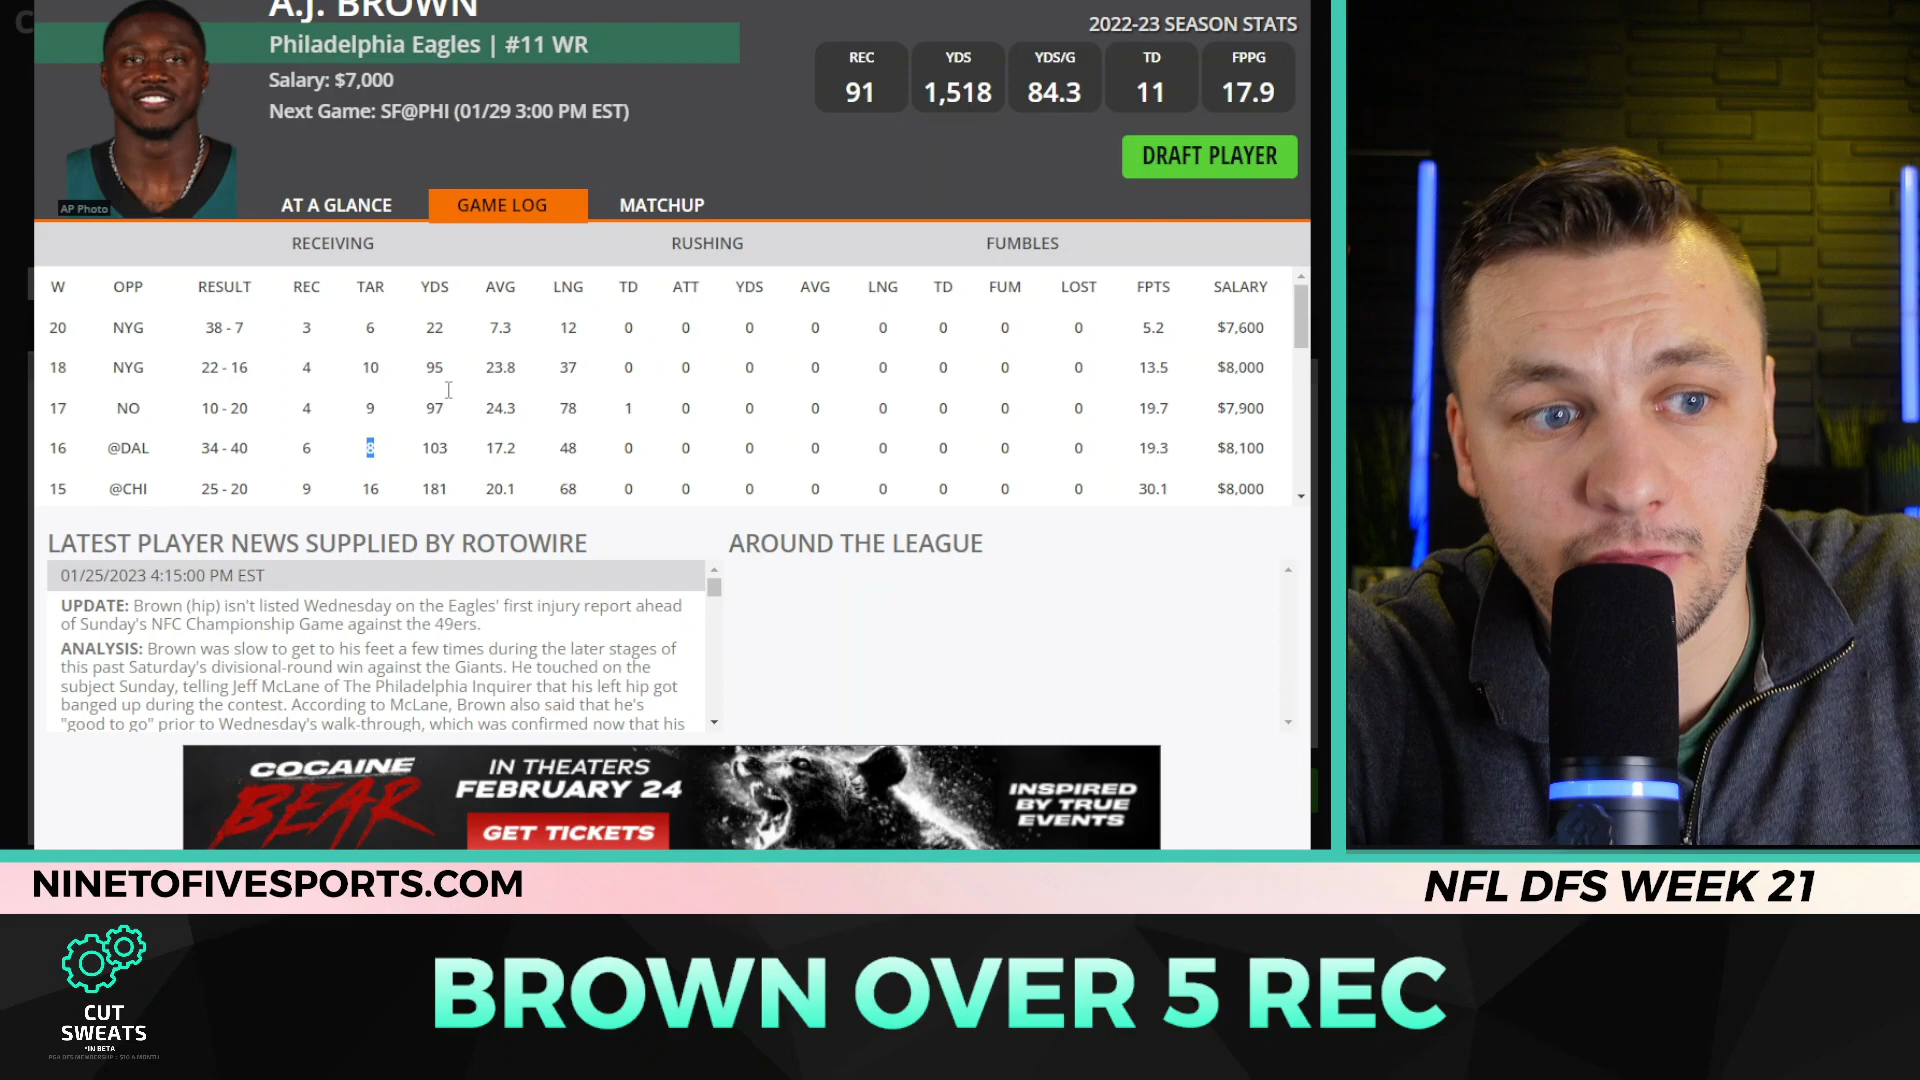 A.J. BROWN
Philadelphia Eagles | #11 WR
Salary: $7,000
Next Game: SF@PHI (01/29 3:00 PM EST)
AP Photo
2022-23 SEASON STATS
REC YDS YDS/G TD FPPG
91 1,518 84.3 11 17.9
DRAFT PLAYER
AT A GLANCE GAME LOG MATCHUP
RECEIVING RUSHING FUMBLES
W OPP RESULT REC TAR YDS AVG LNG TD ATT YDS AVG LNG TD FUM LOST FPTS SALARY
20 NYG 38 - 7 3 6 22 7.3 12 0 0 0 0 0 0 0 0 5.2 $7,600
18 NYG 22 - 16 4 10 95 23.8 37 0 0 0 0 0 0 0 0 13.5 $8,000
17 NO 10 - 20 4 9 97 24.3 78 1 0 0 0 0 0 0 0 19.7 $7,900
16 @DAL 34 - 40 6 8 103 17.2 48 0 0 0 0 0 0 0 0 19.3 $8,100
15 @CHI 25 - 20 9 16 181 20.1 68 0 0 0 0 0 0 0 0 30.1 $8,000
LATEST PLAYER NEWS SUPPLIED BY ROTOWIRE
01/25/2023 4:15:00 PM EST
UPDATE: Brown (hip) isn't listed Wednesday on the Eagles' first injury report ahead
of Sunday's NFC Championship Game against the 49ers.
ANALYSIS: Brown was slow to get to his feet a few times during the later stages of
this past Saturday's divisional-round win against the Giants. He touched on the
subject Sunday, telling Jeff McLane of The Philadelphia Inquirer that his left hip got
banged up during the contest. According to McLane, Brown also said that he's
"good to go" prior to Wednesday's walk-through, which was confirmed now that his
AROUND THE LEAGUE
COCAINE
BEAR
IN THEATERS
FEBRUARY 24
GET TICKETS
INSPIRED
BY TRUE
EVENTS
NINETOFIVESPORTS.COM
NFL DFS WEEK 21
CUT
SWEATS
*IN BETA
PGA DFS MEMBERSHIP : $10 A MONTH
BROWN OVER 5 REC